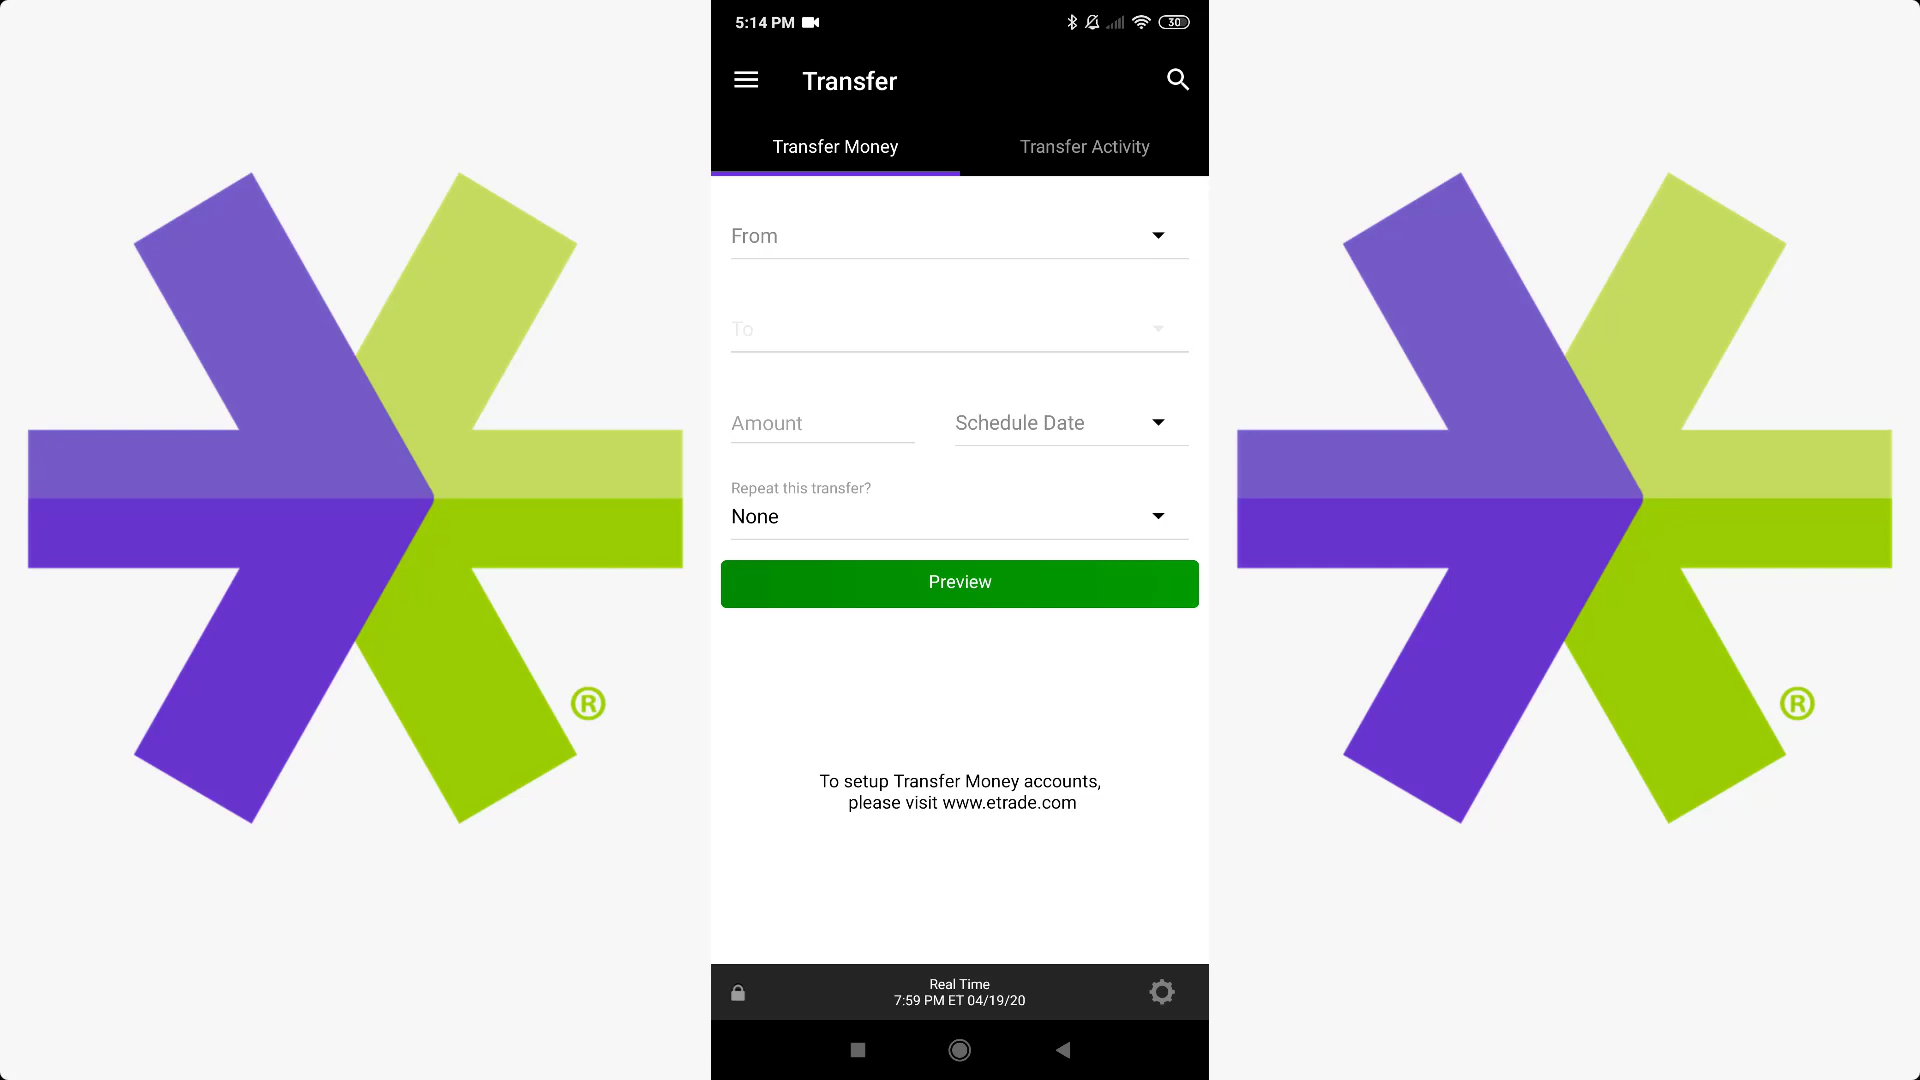 5:14 PM
30
Transfer
Transfer Money
Transfer Activity
From
To
Amount
Schedule Date
Repeat this transfer?
None
Preview
To setup Transfer Money accounts,
please visit www.etrade.com
Real Time
7:59 PM ET 04/19/20
®
®